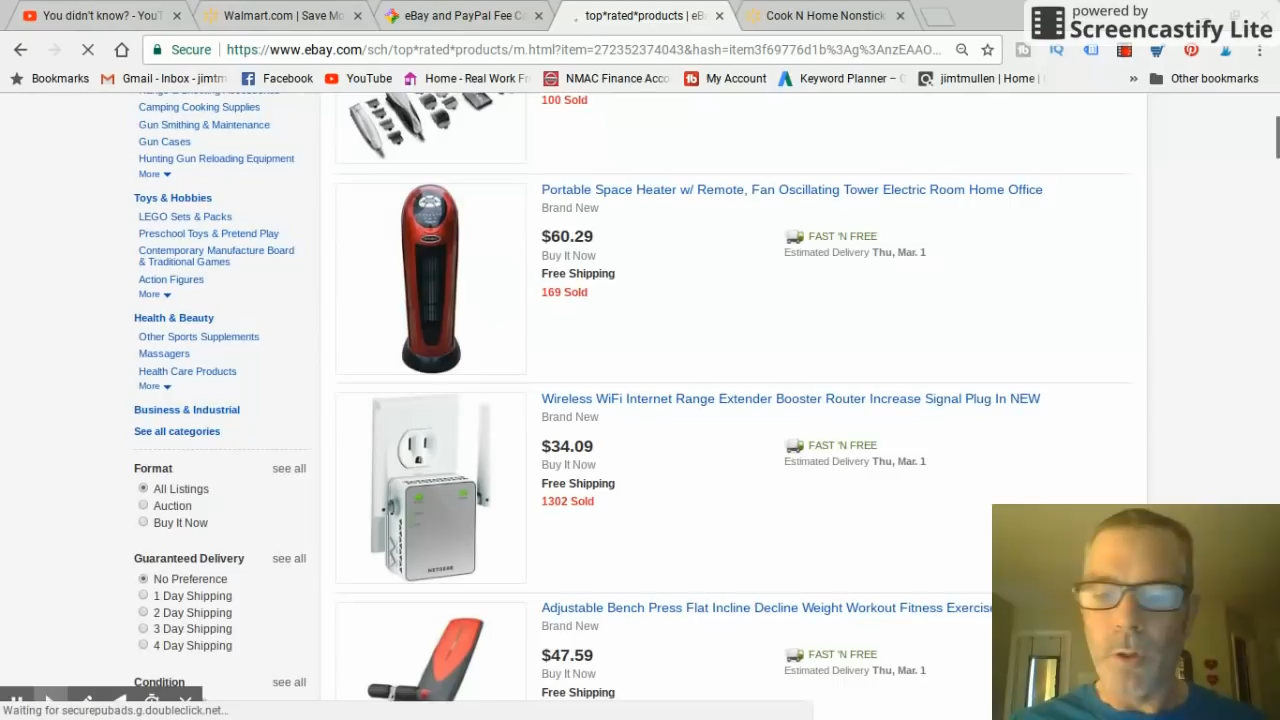 You didn't know? - YouT
Walmart.com | Save Mo
eBay and PayPal Fee C
top*rated*products | eB
Cook N Home Nonstick
powered by
Screencastify Lite
Secure
https://www.ebay.com/sch/top*rated*products/m.html?item=272352374043&hash=item3f69776d1b%3Ag%3AnzEAAO...
Bookmarks
Gmail - Inbox - jimtm
Facebook
YouTube
Home - Real Work Fr
NMAC Finance Acco
My Account
Keyword Planner –
jimtmullen | Home |
Other bookmarks
Camping Cooking Supplies
Gun Smithing & Maintenance
Gun Cases
Hunting Gun Reloading Equipment
More
Toys & Hobbies
LEGO Sets & Packs
Preschool Toys & Pretend Play
Contemporary Manufacture Board
& Traditional Games
Action Figures
More
Health & Beauty
Other Sports Supplements
Massagers
Health Care Products
More
Business & Industrial
See all categories
Format
see all
All Listings
Auction
Buy It Now
Guaranteed Delivery
see all
No Preference
1 Day Shipping
2 Day Shipping
3 Day Shipping
4 Day Shipping
Condition
see all
100 Sold
Portable Space Heater w/ Remote, Fan Oscillating Tower Electric Room Home Office
Brand New
$60.29
Buy It Now
Free Shipping
169 Sold
FAST 'N FREE
Estimated Delivery Thu, Mar. 1
Wireless WiFi Internet Range Extender Booster Router Increase Signal Plug In NEW
Brand New
$34.09
Buy It Now
Free Shipping
1302 Sold
FAST 'N FREE
Estimated Delivery Thu, Mar. 1
NETGEAR
Adjustable Bench Press Flat Incline Decline Weight Workout Fitness Exercise
Brand New
$47.59
Buy It Now
Free Shipping
FAST 'N FREE
Estimated Delivery Thu, Mar. 1
Waiting for securepubads.g.doubleclick.net...